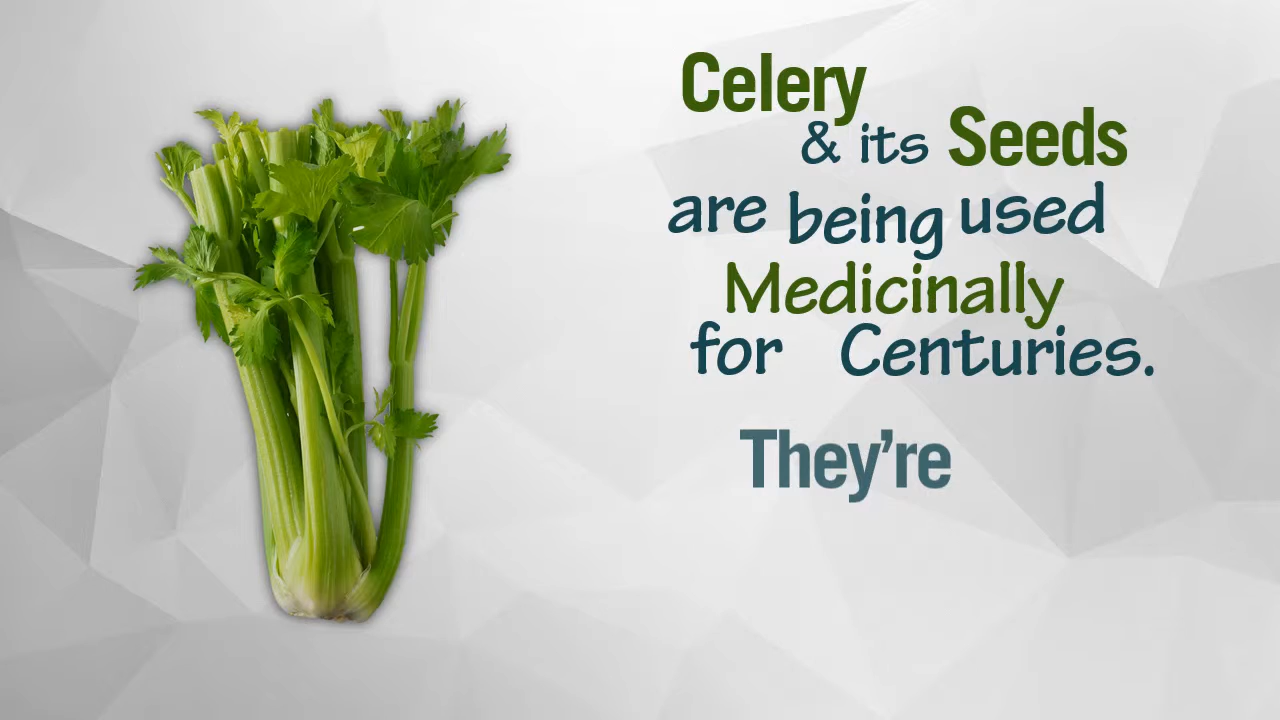 Celery
& its Seeds
are being used
Medicinally
for Centuries.
They're